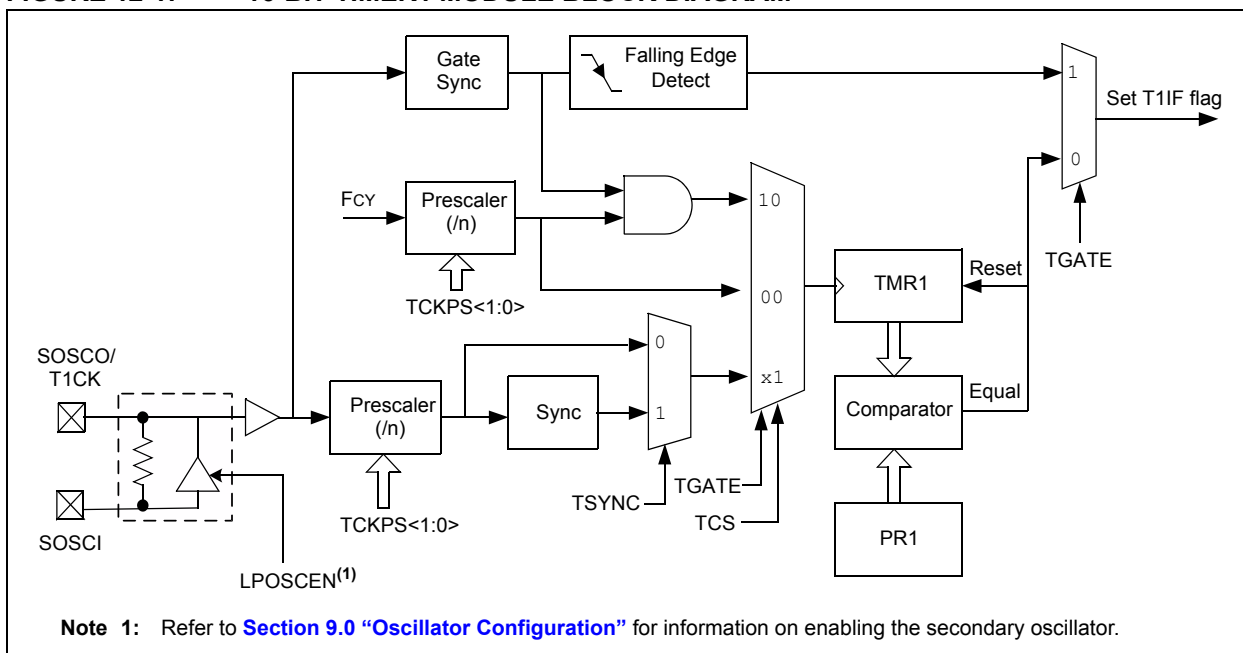 Gate
Sync
Falling Edge
Detect
1
Set T1IF flag
0
TGATE
FCY
Prescaler
(/n)
TCKPS<1:0>
10
00
x1
TMR1
Reset
Comparator
Equal
PR1
SOSCO/
T1CK
SOSCI
Prescaler
(/n)
TCKPS<1:0>
Sync
0
1
TSYNC
TGATE
TCS
LPOSCEN(1)
Note 1: Refer to Section 9.0 “Oscillator Configuration” for information on enabling the secondary oscillator.